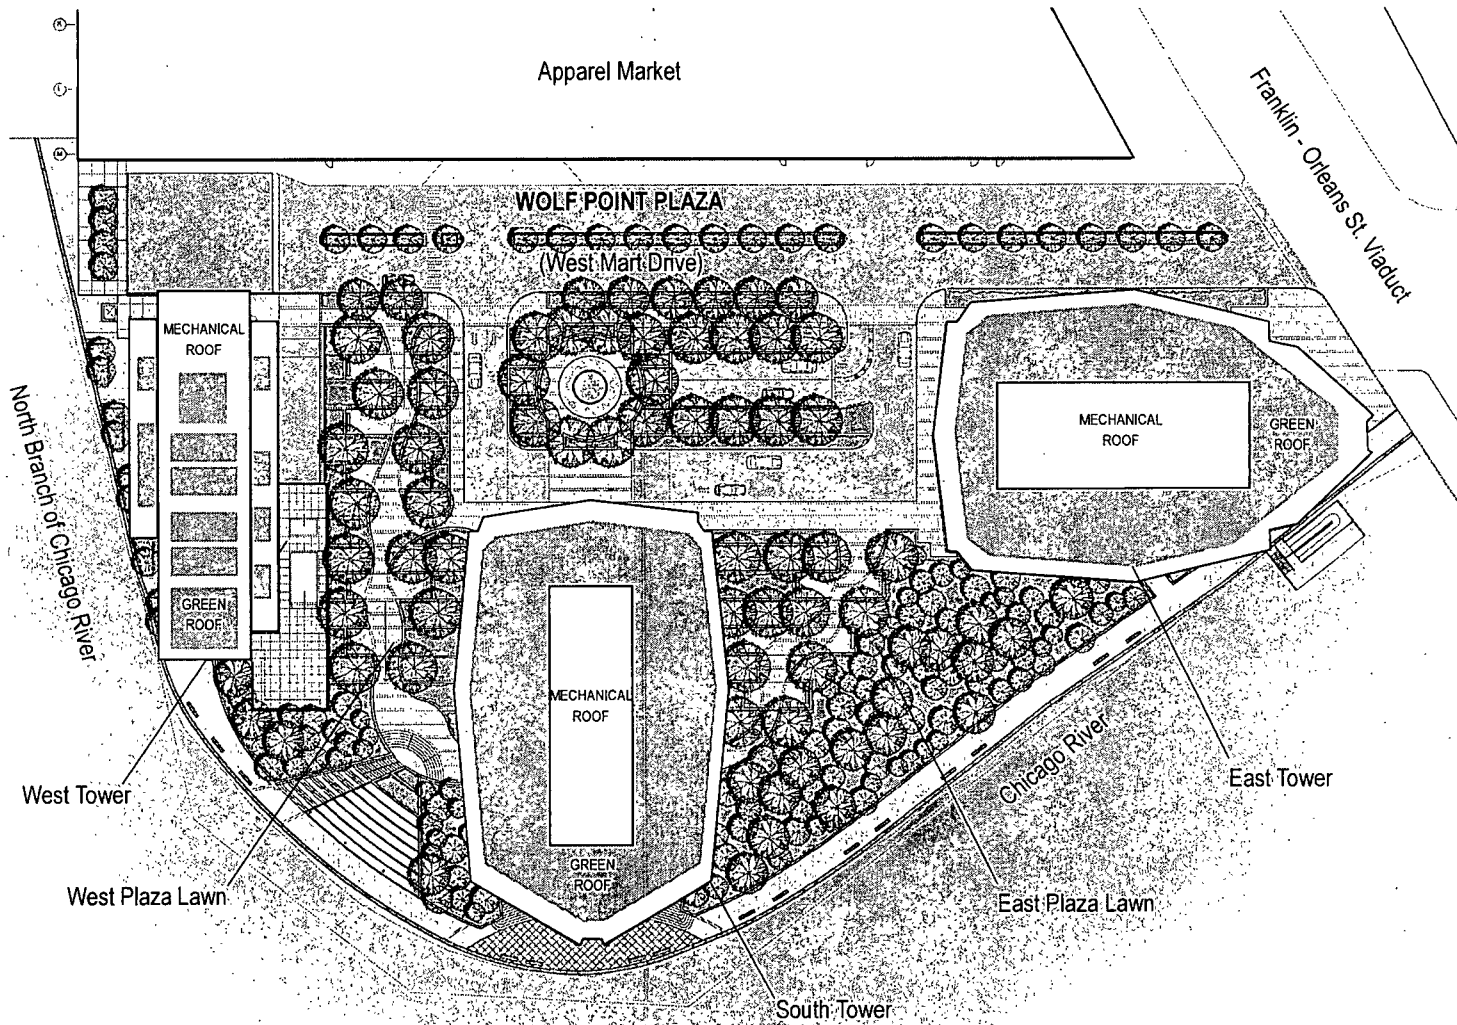 K
L
M
Apparel Market
Franklin - Orleans St. Viaduct
WOLF POINT PLAZA
(West Mart Drive)
MECHANICAL
ROOF
GREEN
ROOF
North Branch of Chicago River
MECHANICAL
ROOF
GREEN
ROOF
MECHANICAL
ROOF
GREEN
ROOF
West Tower
West Plaza Lawn
Chicago River
East Tower
East Plaza Lawn
South Tower